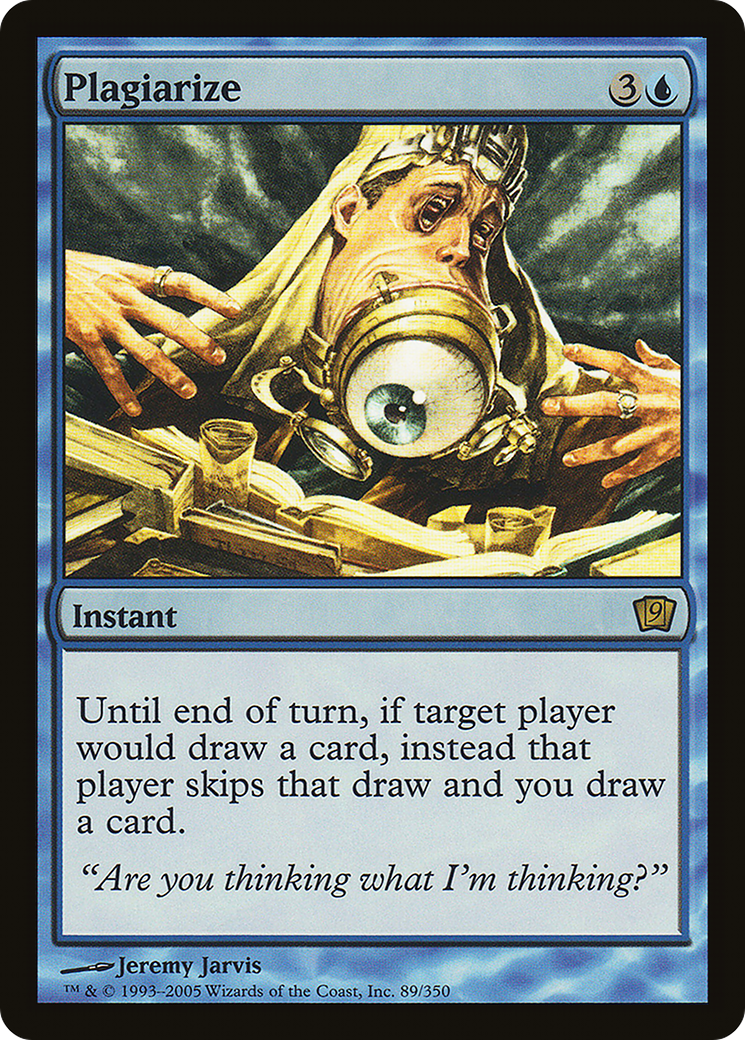 Plagiarize 3
Instant 9
Until end of turn, if target player
would draw a card, instead that
player skips that draw and you draw
a card.
“Are you thinking what I’m thinking?”
Jeremy Jarvis
™ & © 1993–2005 Wizards of the Coast, Inc. 89/350